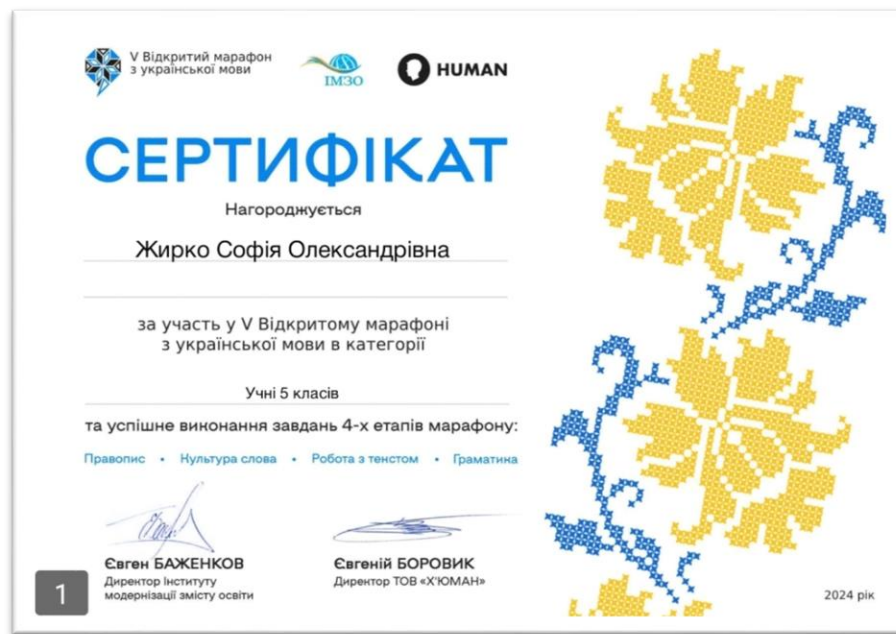 V Відкритий марафон
з української мови
ІМЗО
HUMAN
СЕРТИФІКАТ
Нагороджується
Жирко Софія Олександрівна
за участь у V Відкритому марафоні
з української мови в категорії
Учні 5 класів
та успішне виконання завдань 4-х етапів марафону:
Правопис • Культура слова • Робота з текстом • Граматика
Євген БАЖЕНКОВ
Директор Інституту
модернізації змісту освіти
Євгеній БОРОВИК
Директор ТОВ «Х'ЮМАН»
1
2024 рік